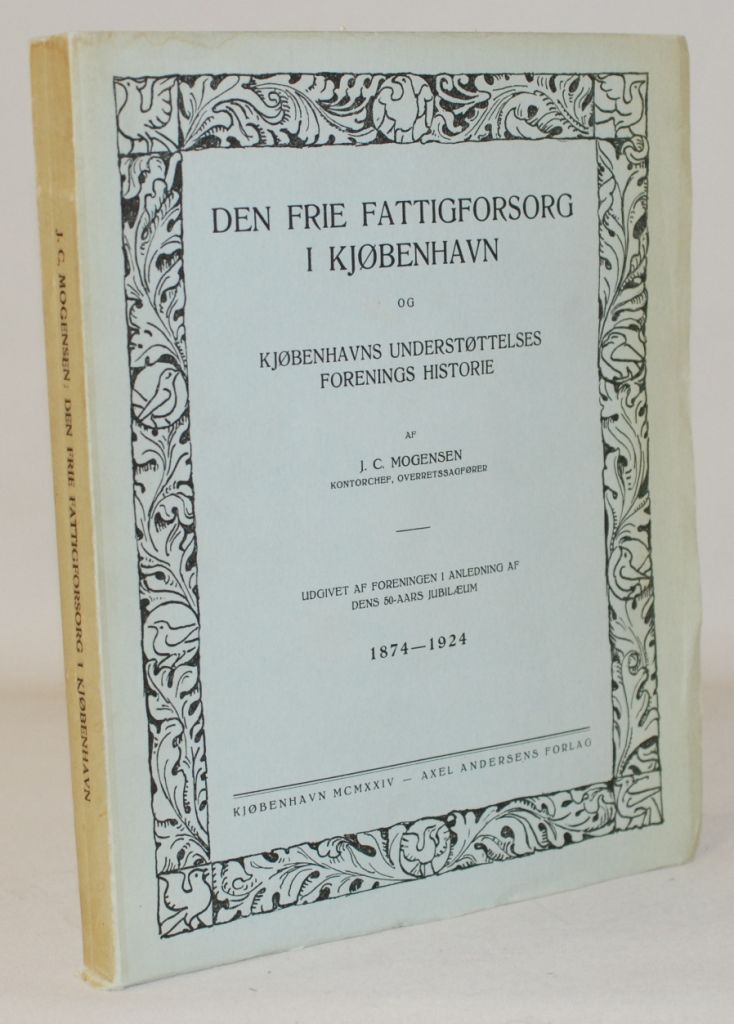 J. C. MOGENSEN: DEN FRIE FATTIGFORSORG I KJØBENHAVN
DEN FRIE FATTIGFORSORG
I KJØBENHAVN
OG
KJØBENHAVNS UNDERSTØTTELSES
FORENINGS HISTORIE
AF
J. C. MOGENSEN
KONTORCHEF, OVERRETSSAGFØRER
UDGIVET AF FORENINGEN I ANLEDNING AF
DENS 50-AARS JUBILÆUM
1874—1924
KJØBENHAVN MCMXXIV — AXEL ANDERSENS FORLAG